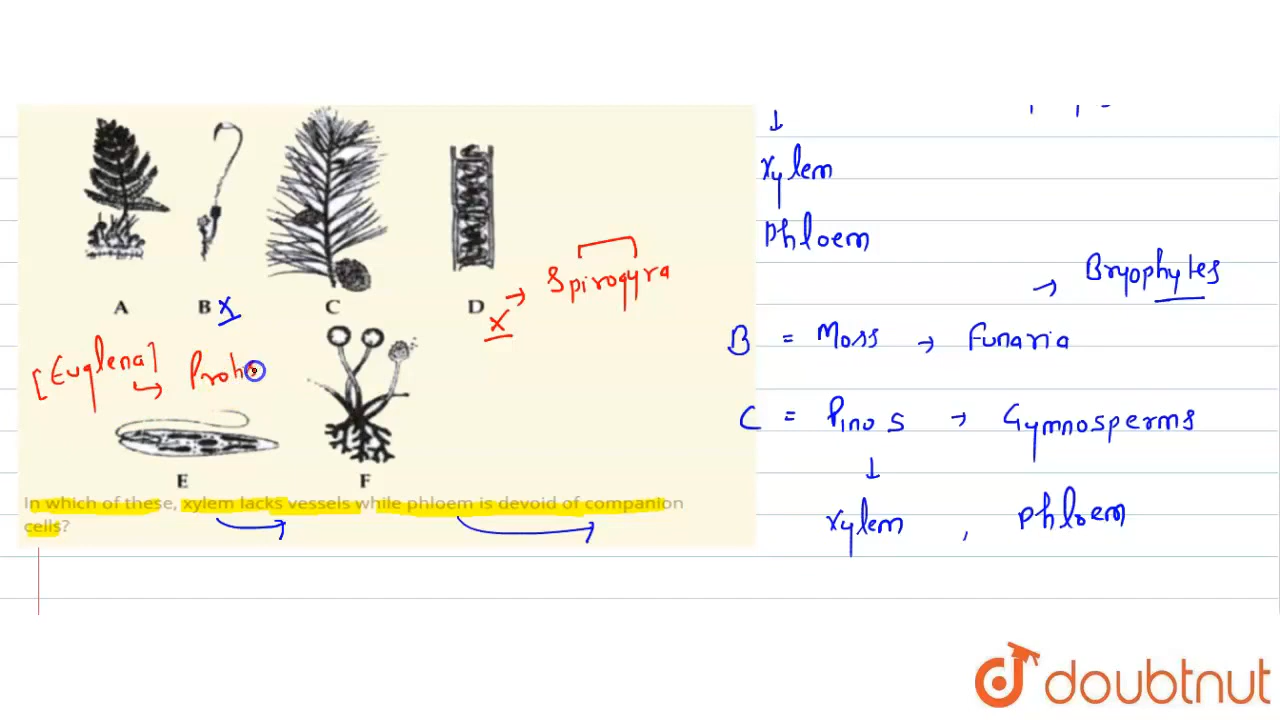 xylem
A B X C D → Spirogyra
X
Phloem
→ Bryophytes
B = Moss → Funaria
[Euglena]
C = Pinos → Gymnosperms
↓
E F
In which of these, xylem lacks vessels while phloem is devoid of companion
cells?
xylem , Phloem
doubtnut